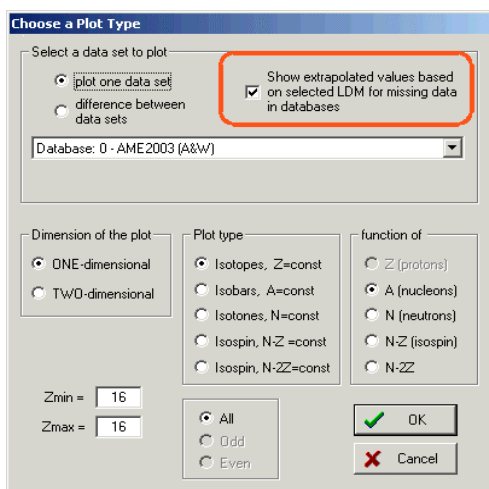 Choose a Plot Type
Select a data set to plot
plot one data set
difference between
data sets
Show extrapolated values based
on selected LDM for missing data
in databases
Database: 0 - AME2003 (A&W)
Dimension of the plot
ONE-dimensional
TWO-dimensional
Plot type
Isotopes, Z=const
Isobars, A=const
Isotones, N=const
Isospin, N-Z =const
Isospin, N-2Z=const
function of
Z (protons)
A (nucleons)
N (neutrons)
N-Z (isospin)
N-2Z
Zmin = 16
Zmax = 16
All
Odd
Even
OK
Cancel